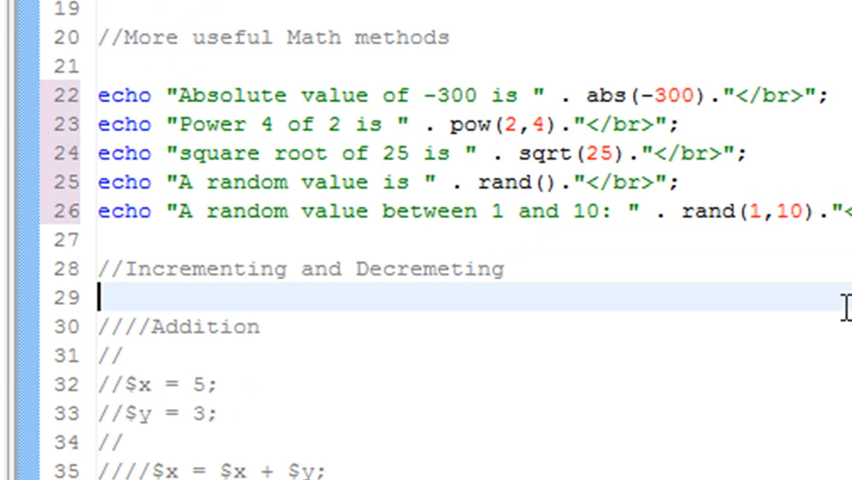 19
20 //More useful Math methods
21
22 echo "Absolute value of -300 is " . abs(-300)."</br>";
23 echo "Power 4 of 2 is " . pow(2,4)."</br>";
24 echo "square root of 25 is " . sqrt(25)."</br>";
25 echo "A random value is " . rand()."</br>";
26 echo "A random value between 1 and 10: " . rand(1,10)."<
27
28 //Incrementing and Decremeting
29
30 ////Addition
31 //
32 //$x = 5;
33 //$y = 3;
34 //
35 ////$x = $x + $y;